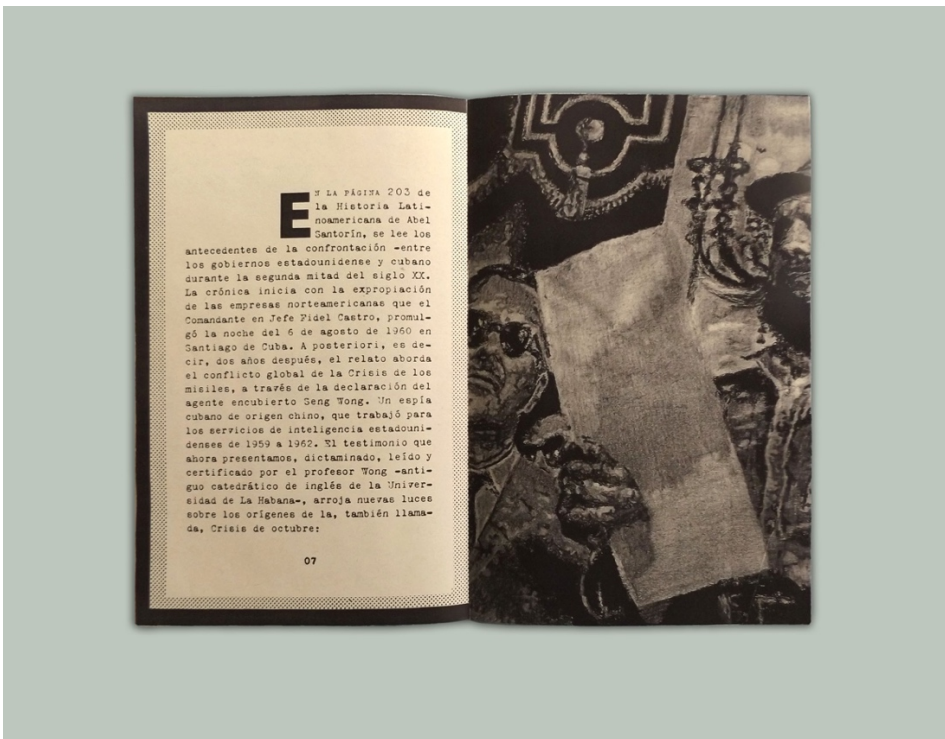 EN LA PÁGINA 203 de
la Historia Lati-
noamericana de Abel
Santorín, se lee los
antecedentes de la confrontación -entre
los gobiernos estadounidense y cubano
durante la segunda mitad del siglo XX.
La crónica inicia con la expropiación
de las empresas norteamericanas que el
Comandante en Jefe Fidel Castro, promul-
gó la noche del 6 de agosto de 1960 en
Santiago de Cuba. A posteriori, es de-
cir, dos años después, el relato aborda
el conflicto global de la Crisis de los
misiles, a través de la declaración del
agente encubierto Seng Wong. Un espía
cubano de origen chino, que trabajó para
los servicios de inteligencia estadouni-
denses de 1959 a 1962. El testimonio que
ahora presentamos, dictaminado, leído y
certificado por el profesor Wong -anti-
guo catedrático de inglés de la Univer-
sidad de La Habana-, arroja nuevas luces
sobre los orígenes de la, también llama-
da, Crisis de octubre:
07